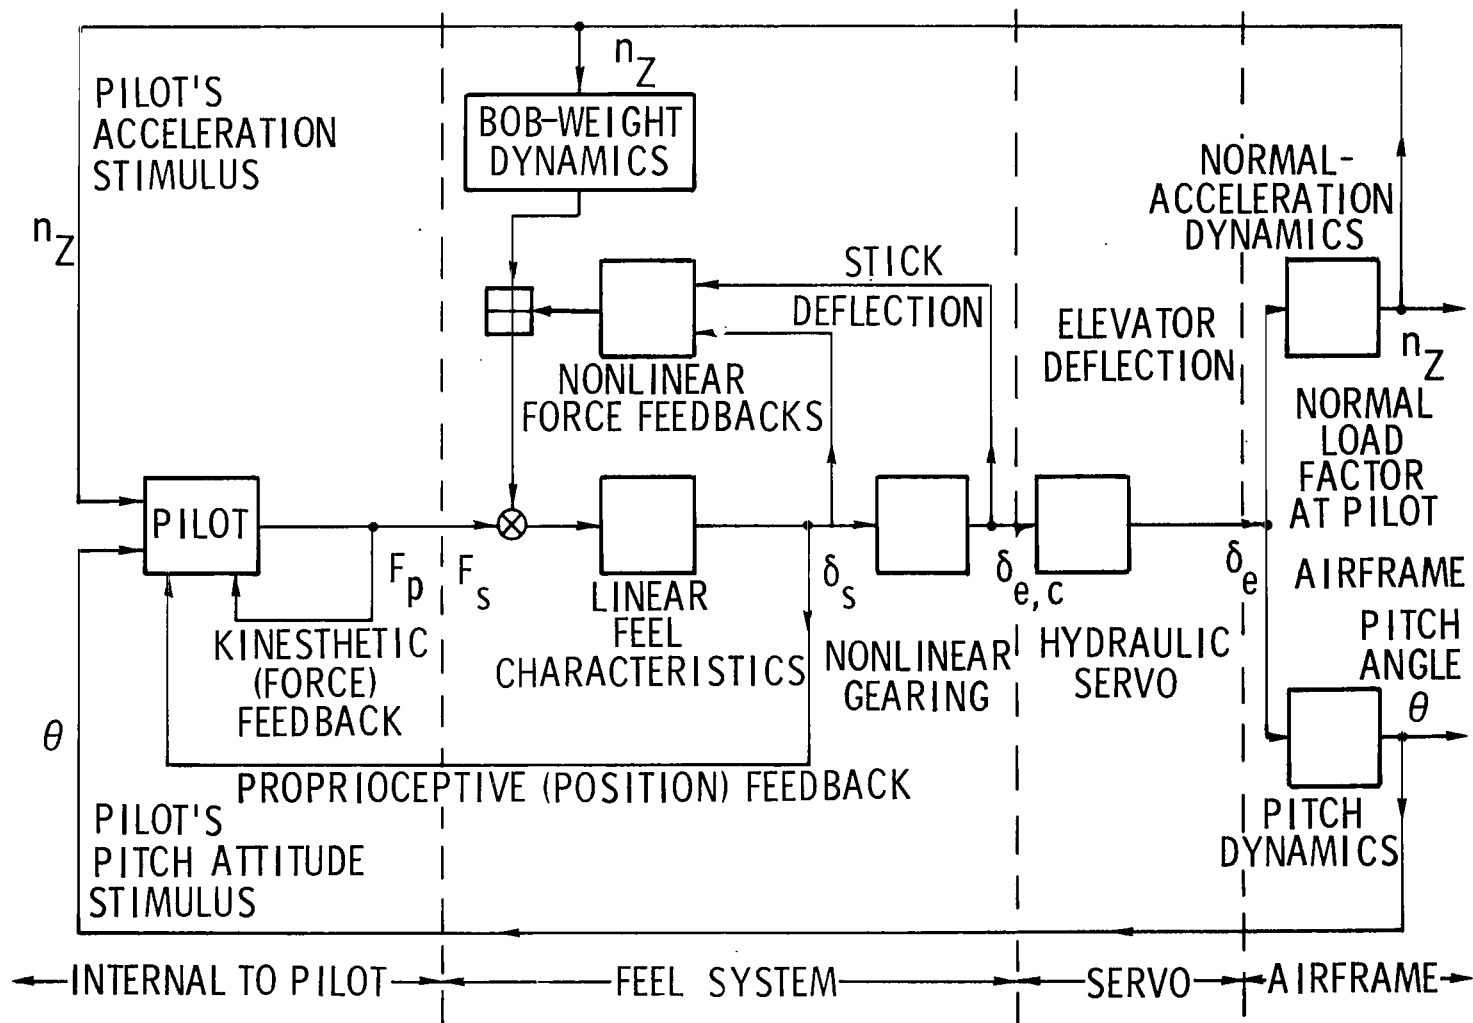 n_Z
PILOT'S
ACCELERATION
STIMULUS
n_Z
BOB-WEIGHT
DYNAMICS
NORMAL-
ACCELERATION
DYNAMICS
STICK
DEFLECTION
ELEVATOR
DEFLECTION
n_Z
NONLINEAR
FORCE FEEDBACKS
NORMAL
LOAD
FACTOR
AT PILOT
PILOT
F_p
F_s
δ_s
δ_e,c
δ_e
AIRFRAME
LINEAR
FEEL
CHARACTERISTICS
NONLINEAR
GEARING
HYDRAULIC
SERVO
PITCH
ANGLE
θ
KINESTHETIC
(FORCE)
FEEDBACK
θ
PROPRIOCEPTIVE (POSITION) FEEDBACK
PILOT'S
PITCH ATTITUDE
STIMULUS
PITCH
DYNAMICS
INTERNAL TO PILOT
FEEL SYSTEM
SERVO
AIRFRAME